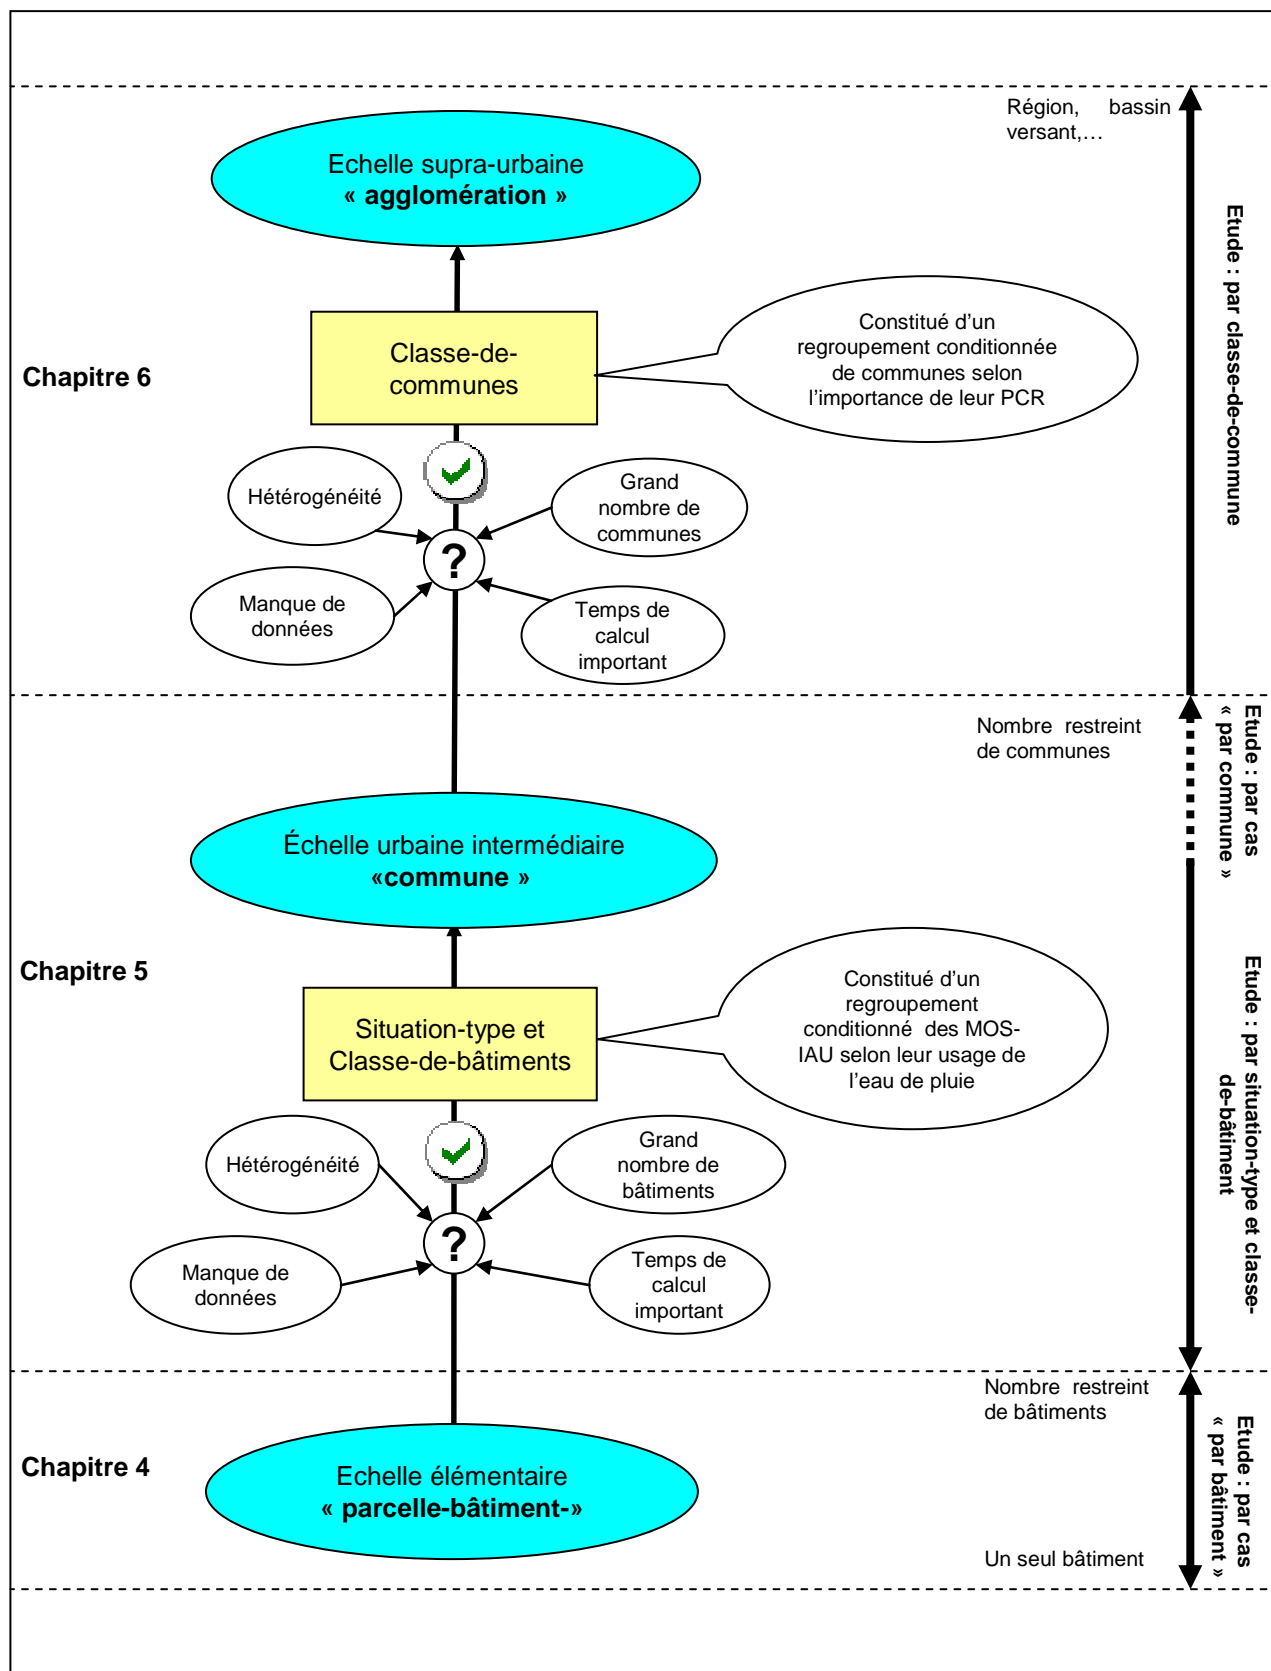 Région, bassin
versant,…
Echelle supra-urbaine
« agglomération »
Etude : par classe-de-commune
Chapitre 6
Classe-de-
communes
Constitué d’un
regroupement conditionnée
de communes selon
l’importance de leur PCR
Hétérogénéité
Grand
nombre de
communes
?
Manque de
données
Temps de
calcul
important
Nombre restreint
de communes
Etude : par cas
« par commune »
Échelle urbaine intermédiaire
«commune »
Chapitre 5
Situation-type et
Classe-de-bâtiments
Constitué d’un
regroupement
conditionné des MOS-
IAU selon leur usage de
l’eau de pluie
Etude : par situation-type et classe-
de-bâtiment
Hétérogénéité
Grand
nombre de
bâtiments
?
Manque de
données
Temps de
calcul
important
Nombre restreint
de bâtiments
Chapitre 4
Echelle élémentaire
« parcelle-bâtiment-»
Etude : par cas
« par bâtiment »
Un seul bâtiment